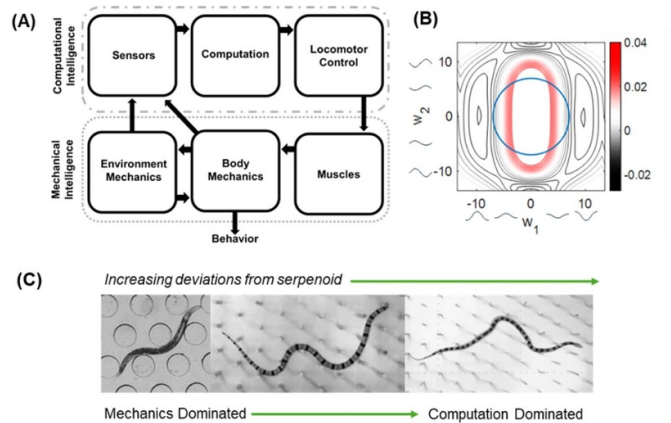 (A)
Computational
Intelligence
Sensors
Computation
Locomotor
Control
Mechanical
Intelligence
Environment
Mechanics
Body
Mechanics
Muscles
Behavior
(B)
10
0
-10
w2
-10
0
10
w1
0.04
0.02
0
-0.02
(C)
Increasing deviations from serpenoid
Mechanics Dominated
Computation Dominated